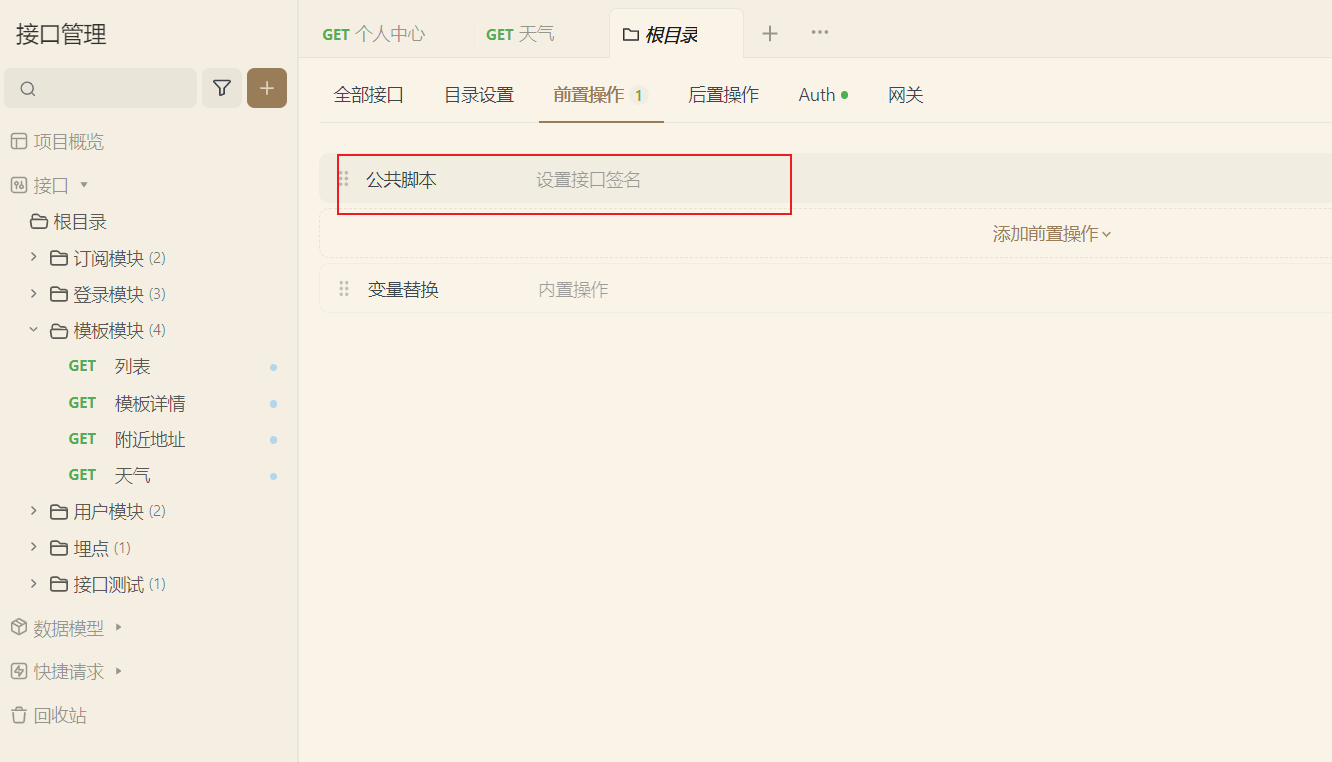 接口管理
项目概览
接口
根目录
订阅模块 (2)
登录模块 (3)
模板模块 (4)
GET 列表
GET 模板详情
GET 附近地址
GET 天气
用户模块 (2)
埋点 (1)
接口测试 (1)
数据模型
快捷请求
回收站
GET 个人中心 GET 天气 根目录
全部接口 目录设置 前置操作 1 后置操作 Auth 网关
公共脚本 设置接口签名
添加前置操作
变量替换 内置操作